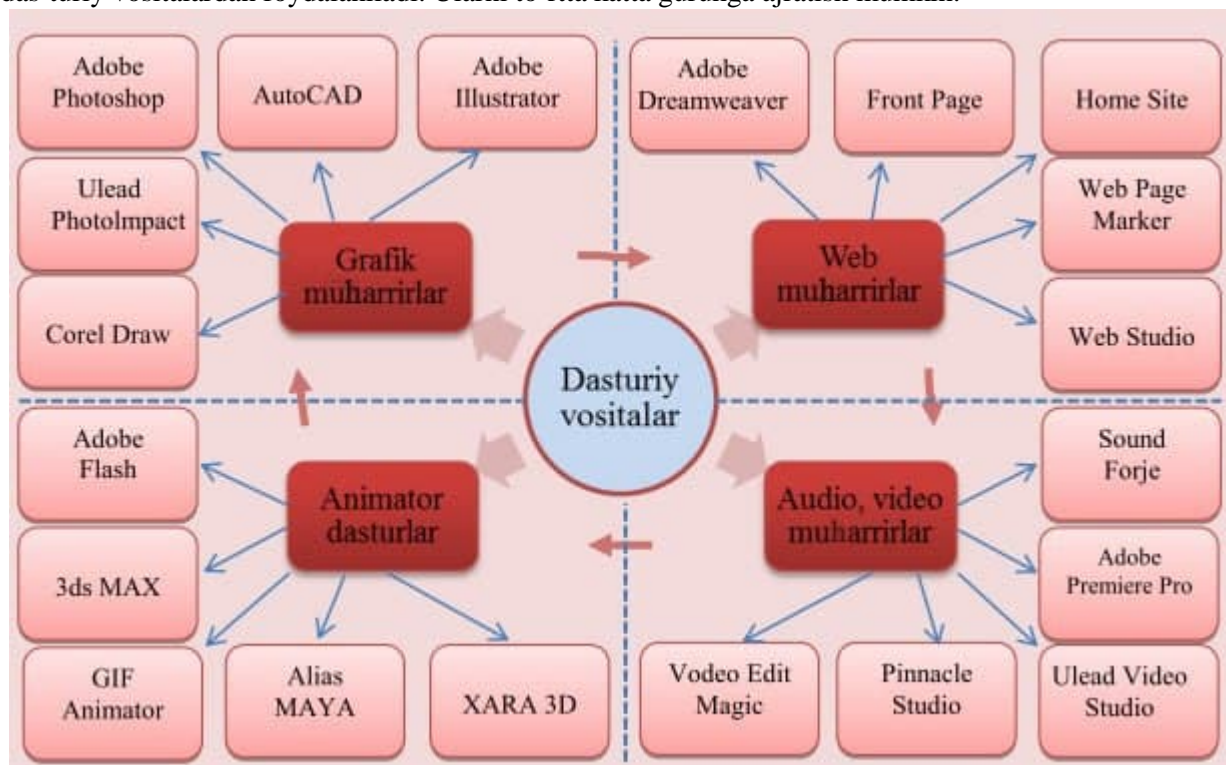 Adobe
Photoshop
AutoCAD
Adobe
Illustrator
Adobe
Dreamweaver
Front Page
Home Site
Ulead
PhotoImpact
Web Page
Marker
Grafik
muharrirlar
Web
muharrirlar
Corel Draw
Web Studio
Dasturiy
vositalar
Adobe
Flash
Sound
Forje
Animator
dasturlar
Audio, video
muharrirlar
3ds MAX
Adobe
Premiere Pro
GIF
Animator
Alias
MAYA
XARA 3D
Vodeo Edit
Magic
Pinnacle
Studio
Ulead Video
Studio